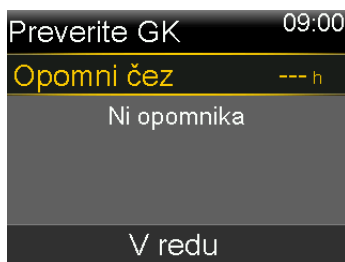 Preverite GK 09:00
Opomni čez --- h
Ni opomnika
V redu